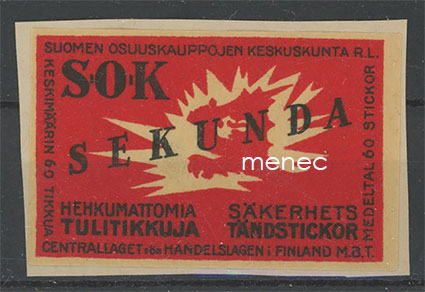 SUOMEN OSUUSKAUPPOJEN KESKUSKUNTA R.L.
KESKIMÄÄRIN 60 TIKKUA
S·O·K
SEKUNDA
menec
HEHKUMATTOMIA SÄKERHETS
TULITIKKUJA TÄNDSTICKOR
MEDELTAL 60 STICKOR
CENTRALLAGET FÖR HANDELSLAGEN I FINLAND M.B.T.